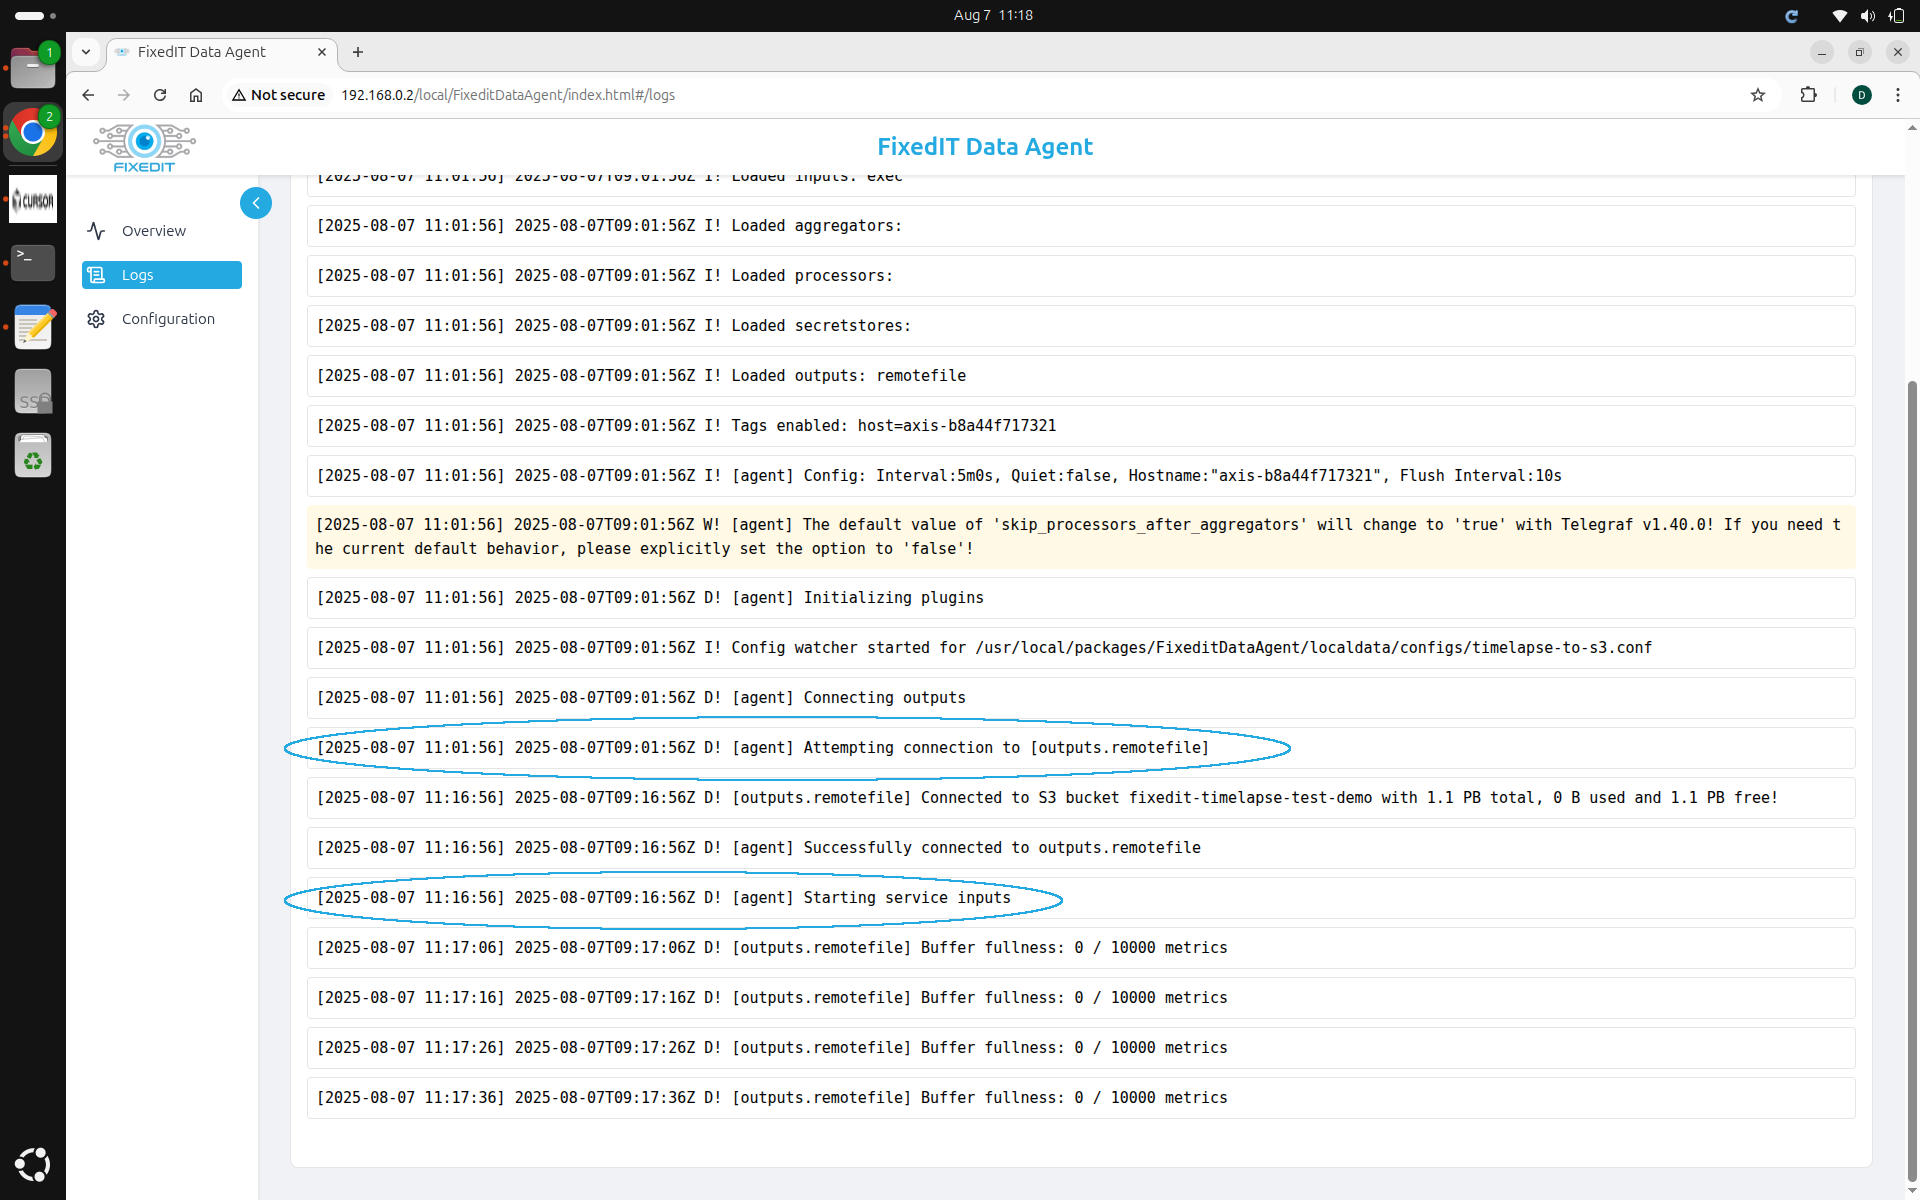 Aug 7 11:18
1
FixedIT Data Agent
2
Not secure 192.168.0.2/local/FixeditDataAgent/index.html#/logs
D
FIXEDIT
FixedIT Data Agent
CURSOR
>_
SS
Overview
Logs
Configuration
[2025-08-07 11:01:56] 2025-08-07T09:01:56Z I! Loaded inputs: exec
[2025-08-07 11:01:56] 2025-08-07T09:01:56Z I! Loaded aggregators:
[2025-08-07 11:01:56] 2025-08-07T09:01:56Z I! Loaded processors:
[2025-08-07 11:01:56] 2025-08-07T09:01:56Z I! Loaded secretstores:
[2025-08-07 11:01:56] 2025-08-07T09:01:56Z I! Loaded outputs: remotefile
[2025-08-07 11:01:56] 2025-08-07T09:01:56Z I! Tags enabled: host=axis-b8a44f717321
[2025-08-07 11:01:56] 2025-08-07T09:01:56Z I! [agent] Config: Interval:5m0s, Quiet:false, Hostname:"axis-b8a44f717321", Flush Interval:10s
[2025-08-07 11:01:56] 2025-08-07T09:01:56Z W! [agent] The default value of 'skip_processors_after_aggregators' will change to 'true' with Telegraf v1.40.0! If you need t
he current default behavior, please explicitly set the option to 'false'!
[2025-08-07 11:01:56] 2025-08-07T09:01:56Z D! [agent] Initializing plugins
[2025-08-07 11:01:56] 2025-08-07T09:01:56Z I! Config watcher started for /usr/local/packages/FixeditDataAgent/localdata/configs/timelapse-to-s3.conf
[2025-08-07 11:01:56] 2025-08-07T09:01:56Z D! [agent] Connecting outputs
[2025-08-07 11:01:56] 2025-08-07T09:01:56Z D! [agent] Attempting connection to [outputs.remotefile]
[2025-08-07 11:16:56] 2025-08-07T09:16:56Z D! [outputs.remotefile] Connected to S3 bucket fixedit-timelapse-test-demo with 1.1 PB total, 0 B used and 1.1 PB free!
[2025-08-07 11:16:56] 2025-08-07T09:16:56Z D! [agent] Successfully connected to outputs.remotefile
[2025-08-07 11:16:56] 2025-08-07T09:16:56Z D! [agent] Starting service inputs
[2025-08-07 11:17:06] 2025-08-07T09:17:06Z D! [outputs.remotefile] Buffer fullness: 0 / 10000 metrics
[2025-08-07 11:17:16] 2025-08-07T09:17:16Z D! [outputs.remotefile] Buffer fullness: 0 / 10000 metrics
[2025-08-07 11:17:26] 2025-08-07T09:17:26Z D! [outputs.remotefile] Buffer fullness: 0 / 10000 metrics
[2025-08-07 11:17:36] 2025-08-07T09:17:36Z D! [outputs.remotefile] Buffer fullness: 0 / 10000 metrics